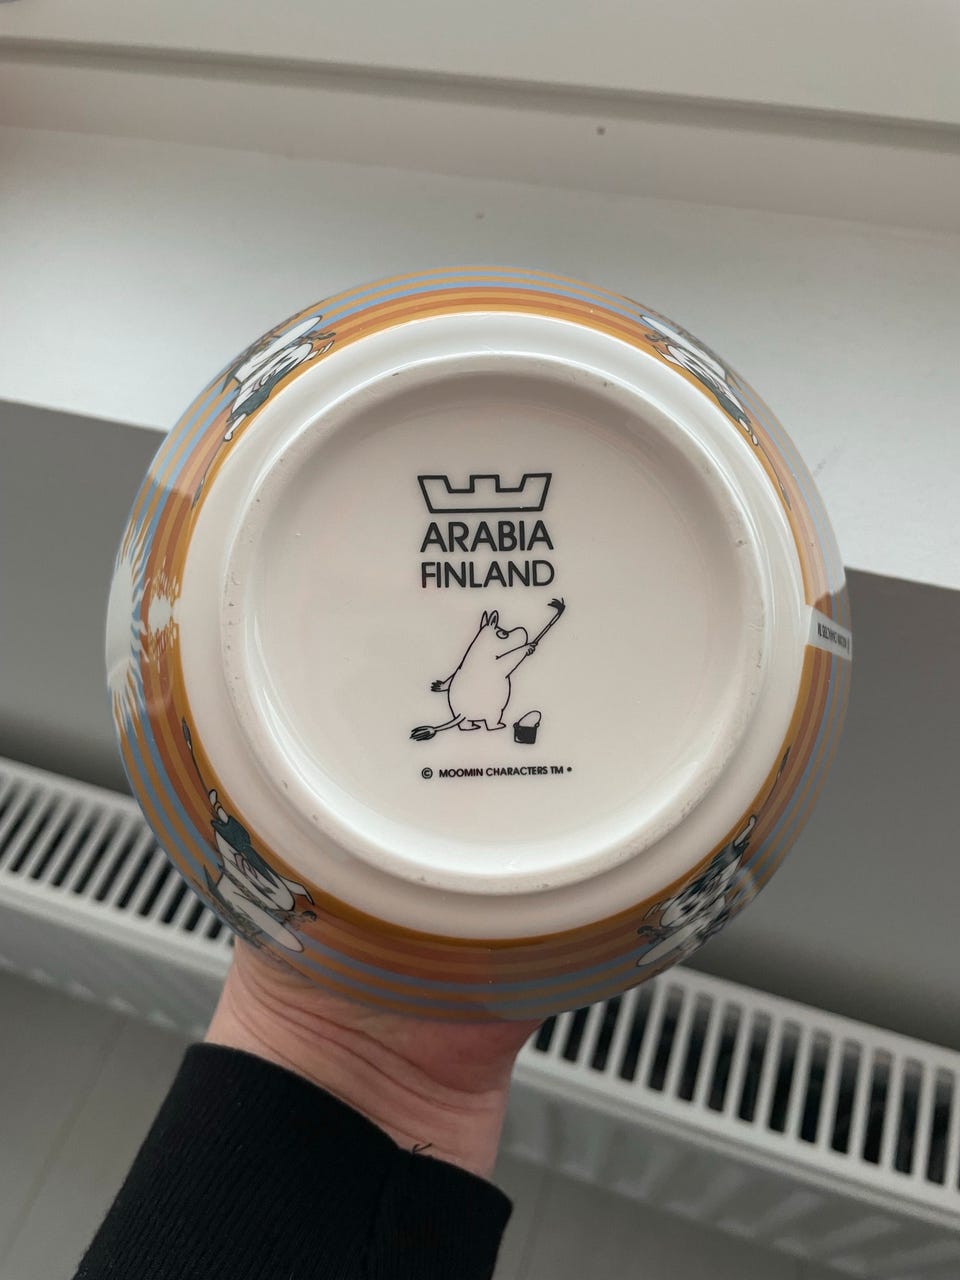 ARABIA
FINLAND
© MOOMIN CHARACTERS TM •